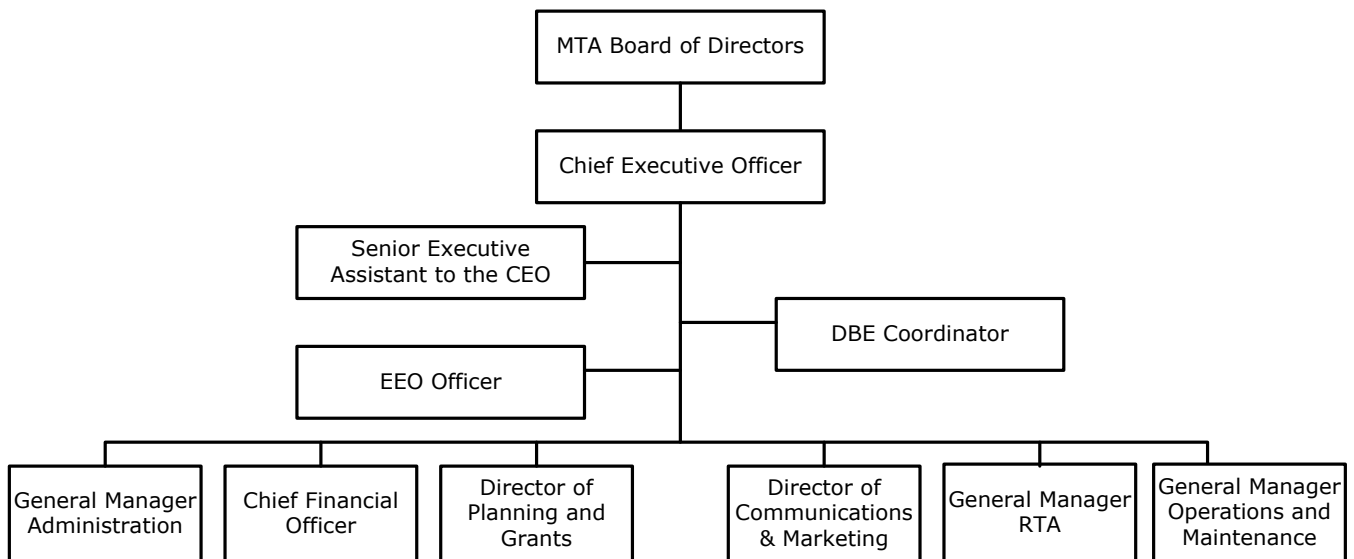 MTA Board of Directors
Chief Executive Officer
Senior Executive
Assistant to the CEO
DBE Coordinator
EEO Officer
General Manager
Administration
Chief Financial
Officer
Director of
Planning and
Grants
Director of
Communications
& Marketing
General Manager
RTA
General Manager
Operations and
Maintenance